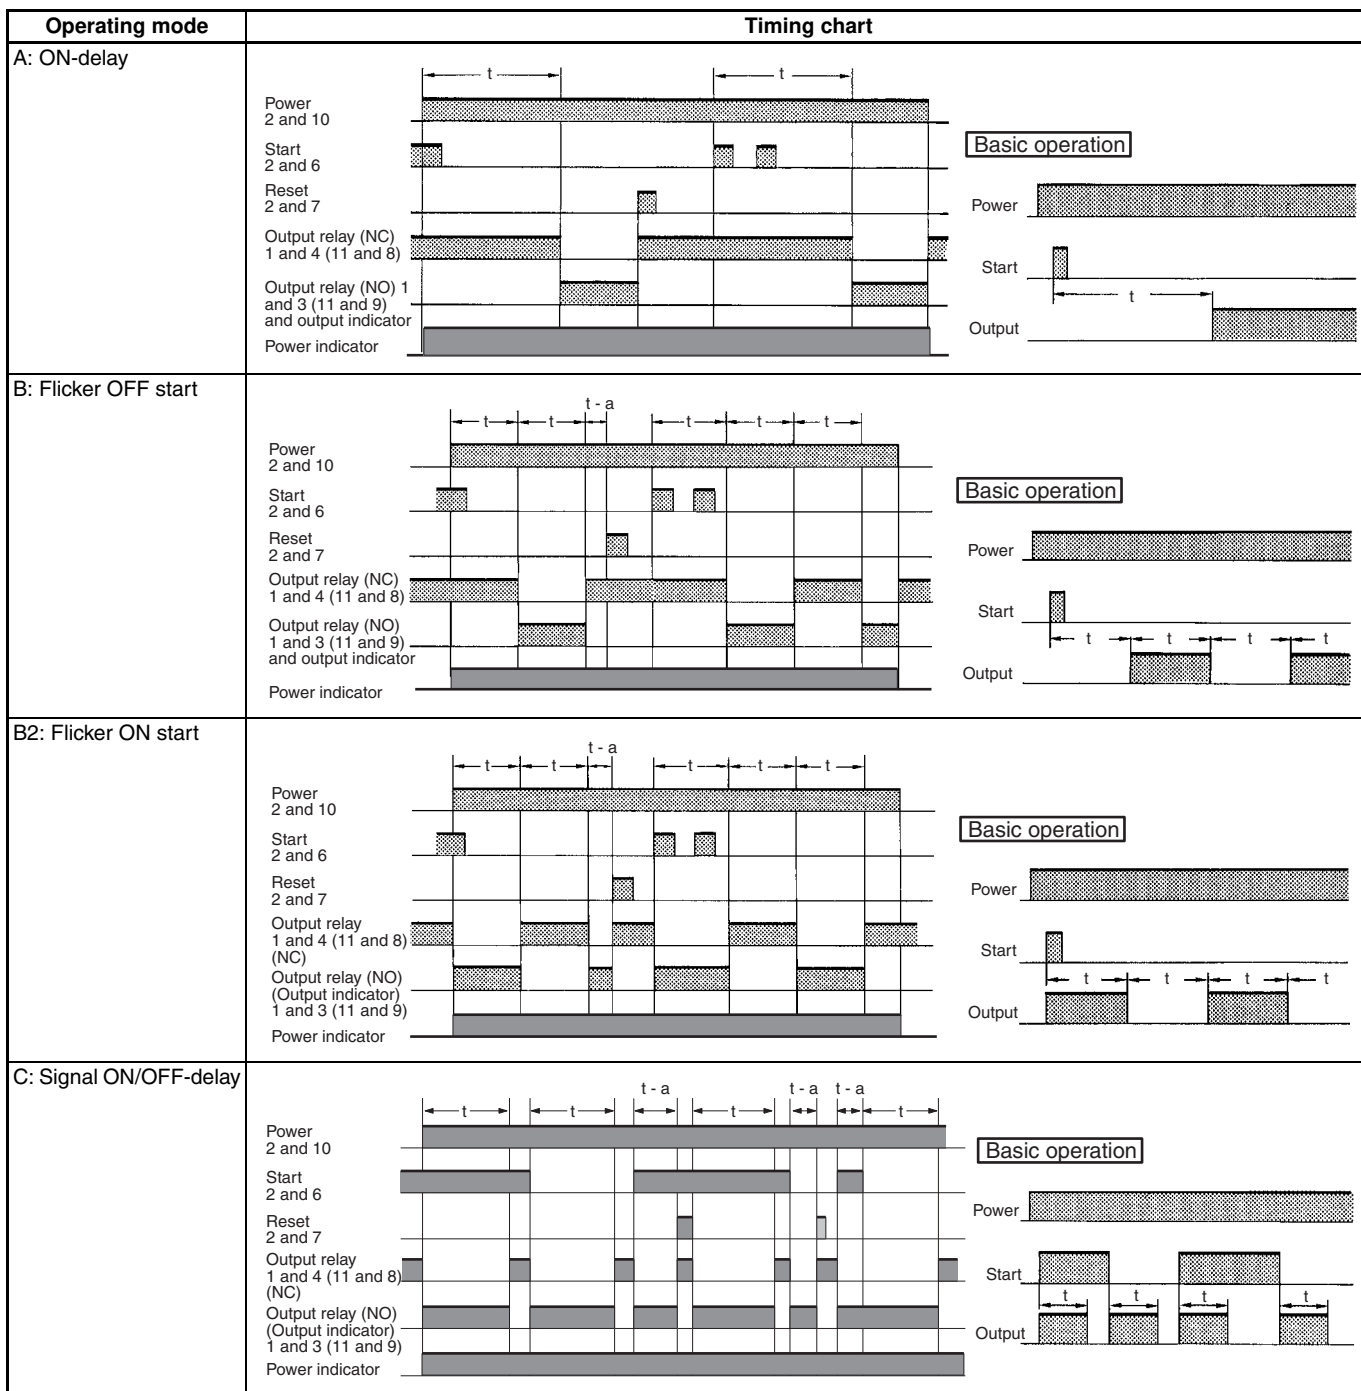 Operating mode
Timing chart
A: ON-delay
t
t
Power
2 and 10
Start
2 and 6
Reset
2 and 7
Output relay (NC)
1 and 4 (11 and 8)
Output relay (NO) 1
and 3 (11 and 9)
and output indicator
Power indicator
Basic operation
Power
Start
t
Output
B: Flicker OFF start
t - a
t
t
t
t
t
Power
2 and 10
Start
2 and 6
Reset
2 and 7
Output relay (NC)
1 and 4 (11 and 8)
Output relay (NO)
1 and 3 (11 and 9)
and output indicator
Power indicator
Basic operation
Power
Start
t
t
t
t
Output
B2: Flicker ON start
t - a
t
t
t
t
t
Power
2 and 10
Start
2 and 6
Reset
2 and 7
Output relay
1 and 4 (11 and 8)
(NC)
Output relay (NO)
(Output indicator)
1 and 3 (11 and 9)
Power indicator
Basic operation
Power
Start
t
t
t
t
Output
C: Signal ON/OFF-delay
t - a
t - a
t - a
t
t
t
t
Power
2 and 10
Start
2 and 6
Reset
2 and 7
Output relay
1 and 4 (11 and 8)
(NC)
Output relay (NO)
(Output indicator)
1 and 3 (11 and 9)
Power indicator
Basic operation
Power
Start
t
t
t
t
Output